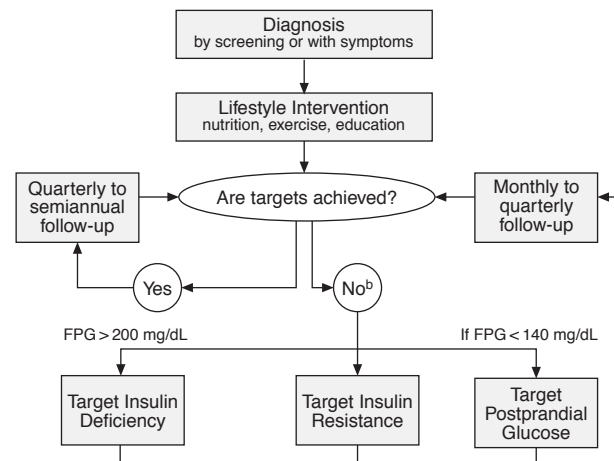 Diagnosis
by screening or with symptoms
Lifestyle Intervention
nutrition, exercise, education
Quarterly to
semiannual
follow-up
Are targets achieved?
Monthly to
quarterly
follow-up
Yes
Noᵇ
FPG > 200 mg/dL
If FPG < 140 mg/dL
Target Insulin
Deficiency
Target Insulin
Resistance
Target
Postprandial
Glucose